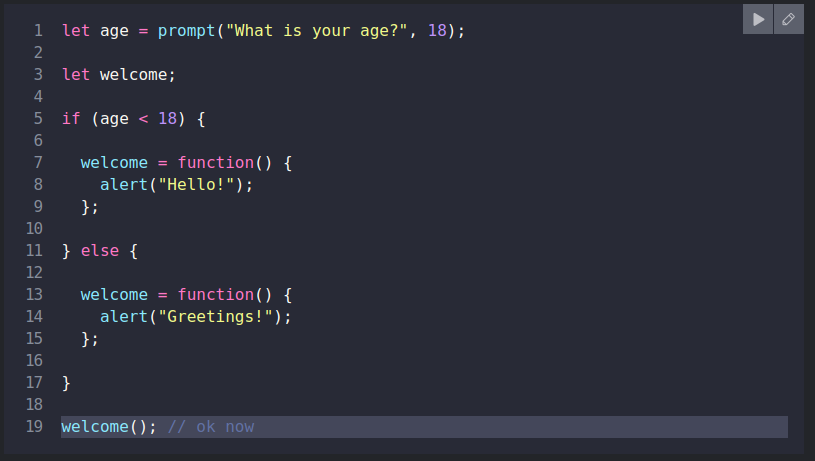 1 let age = prompt("What is your age?", 18);
2
3 let welcome;
4
5 if (age < 18) {
6
7   welcome = function() {
8     alert("Hello!");
9   };
10
11 } else {
12
13   welcome = function() {
14     alert("Greetings!");
15   };
16
17 }
18
19 welcome(); // ok now